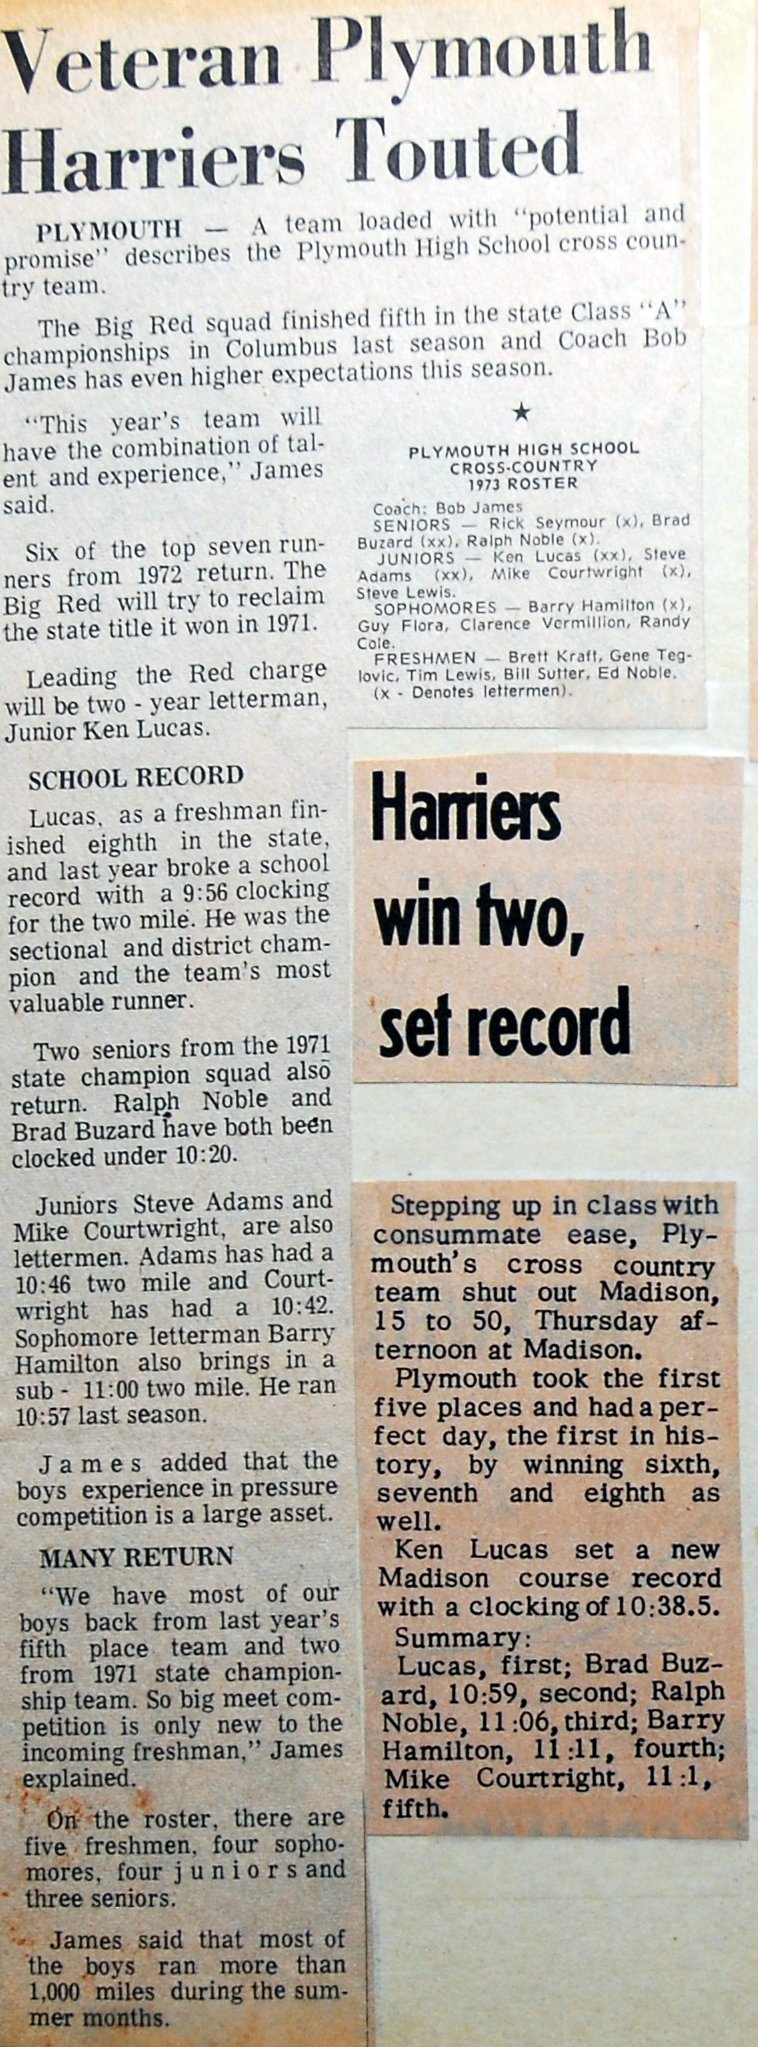 Veteran Plymouth
Harriers Touted
PLYMOUTH — A team loaded with "potential and
promise" describes the Plymouth High School cross coun-
try team.
The Big Red squad finished fifth in the state Class "A"
championships in Columbus last season and Coach Bob
James has even higher expectations this season.
"This year's team will
have the combination of tal-
ent and experience," James
said.
Six of the top seven run-
ners from 1972 return. The
Big Red will try to reclaim
the state title it won in 1971.
Leading the Red charge
will be two - year letterman,
Junior Ken Lucas.
SCHOOL RECORD
Lucas, as a freshman fin-
ished eighth in the state,
and last year broke a school
record with a 9:56 clocking
for the two mile. He was the
sectional and district cham-
pion and the team's most
valuable runner.
Two seniors from the 1971
state champion squad also
return. Ralph Noble and
Brad Buzard have both been
clocked under 10:20.
Juniors Steve Adams and
Mike Courtwright, are also
lettermen. Adams has had a
10:46 two mile and Court-
wright has had a 10:42.
Sophomore letterman Barry
Hamilton also brings in a
sub - 11:00 two mile. He ran
10:57 last season.
James added that the
boys experience in pressure
competition is a large asset.
MANY RETURN
"We have most of our
boys back from last year's
fifth place team and two
from 1971 state champion-
ship team. So big meet com-
petition is only new to the
incoming freshman," James
explained.
On the roster, there are
five freshmen, four sopho-
mores, four juniors and
three seniors.
James said that most of
the boys ran more than
1,000 miles during the sum-
mer months.
★
PLYMOUTH HIGH SCHOOL
CROSS-COUNTRY
1973 ROSTER
Coach: Bob James
SENIORS — Rick Seymour (x), Brad
Buzard (xx), Ralph Noble (x).
JUNIORS — Ken Lucas (xx), Steve
Adams (xx), Mike Courtwright (x),
Steve Lewis.
SOPHOMORES — Barry Hamilton (x),
Guy Flora, Clarence Vermillion, Randy
Cole.
FRESHMEN — Brett Kraft, Gene Teg-
lovic, Tim Lewis, Bill Sutter, Ed Noble.
(x - Denotes lettermen).
Harriers
win two,
set record
Stepping up in class with
consummate ease, Ply-
mouth's cross country
team shut out Madison,
15 to 50, Thursday af-
ternoon at Madison.
Plymouth took the first
five places and had a per-
fect day, the first in his-
tory, by winning sixth,
seventh and eighth as
well.
Ken Lucas set a new
Madison course record
with a clocking of 10:38.5.
Summary:
Lucas, first; Brad Buz-
ard, 10:59, second; Ralph
Noble, 11:06, third; Barry
Hamilton, 11:11, fourth;
Mike Courtright, 11:1,
fifth.